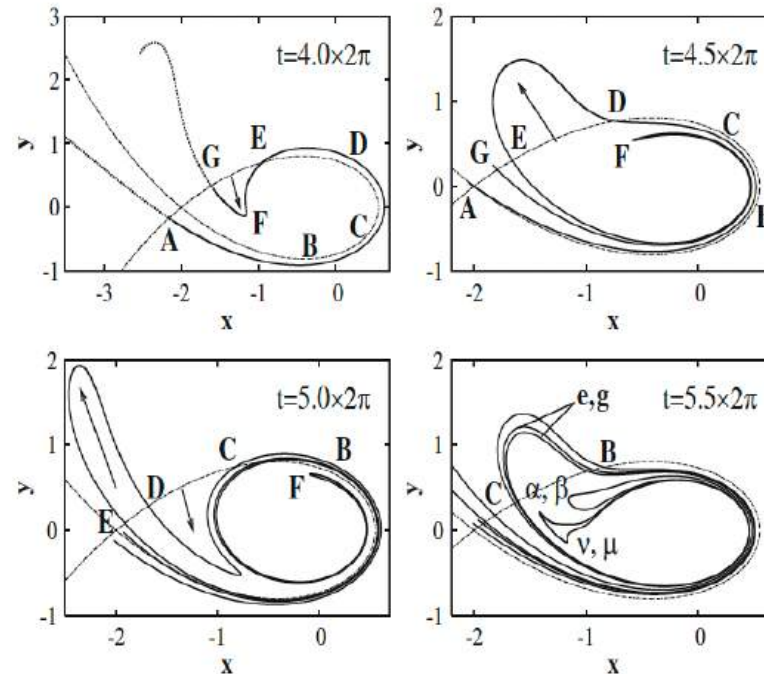 3
t=4.0×2π
2
y
1
E
D
G
0
F
C
A
B
-1
-3 -2 -1 0
x
2
t=4.5×2π
y
1
D
C
E
F
G
0
A
-1
-2 -1 0
x
2
t=5.0×2π
y
1
C
B
D
F
0
E
-1
-2 -1 0
x
2
t=5.5×2π
e,g
y
1
B
α, β
C
0
ν, μ
-1
-2 -1 0
x